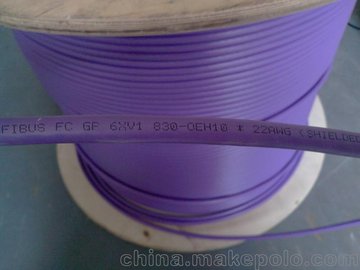 FIBUS FC GP 6XV1 830-0EH10 * 22AWG (SHIELDED
china.makepolo.com